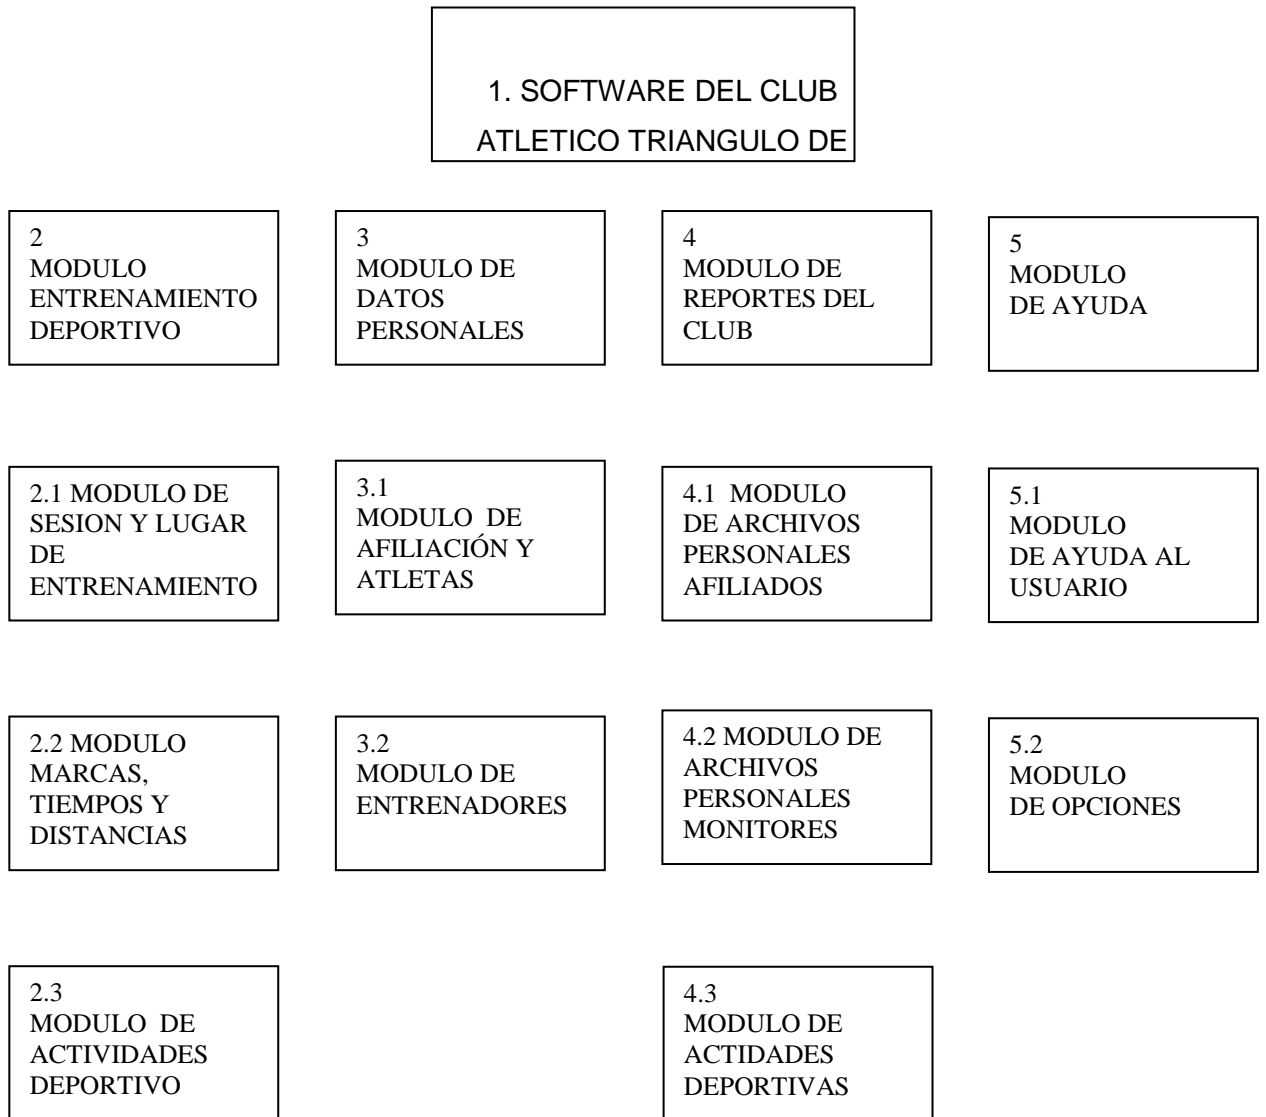 1. SOFTWARE DEL CLUB
ATLETICO TRIANGULO DE
2
MODULO
ENTRENAMIENTO
DEPORTIVO
3
MODULO DE
DATOS
PERSONALES
4
MODULO DE
REPORTES DEL
CLUB
5
MODULO
DE AYUDA
2.1 MODULO DE
SESION Y LUGAR
DE
ENTRENAMIENTO
3.1
MODULO DE
AFILIACIÓN Y
ATLETAS
4.1 MODULO
DE ARCHIVOS
PERSONALES
AFILIADOS
5.1
MODULO
DE AYUDA AL
USUARIO
2.2 MODULO
MARCAS,
TIEMPOS Y
DISTANCIAS
3.2
MODULO DE
ENTRENADORES
4.2 MODULO DE
ARCHIVOS
PERSONALES
MONITORES
5.2
MODULO
DE OPCIONES
2.3
MODULO DE
ACTIVIDADES
DEPORTIVO
4.3
MODULO DE
ACTIDADES
DEPORTIVAS